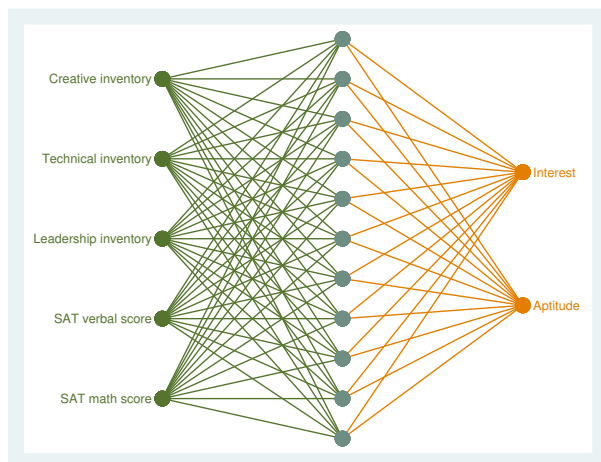 Creative inventory
Technical inventory
Leadership inventory
SAT verbal score
SAT math score
Interest
Aptitude